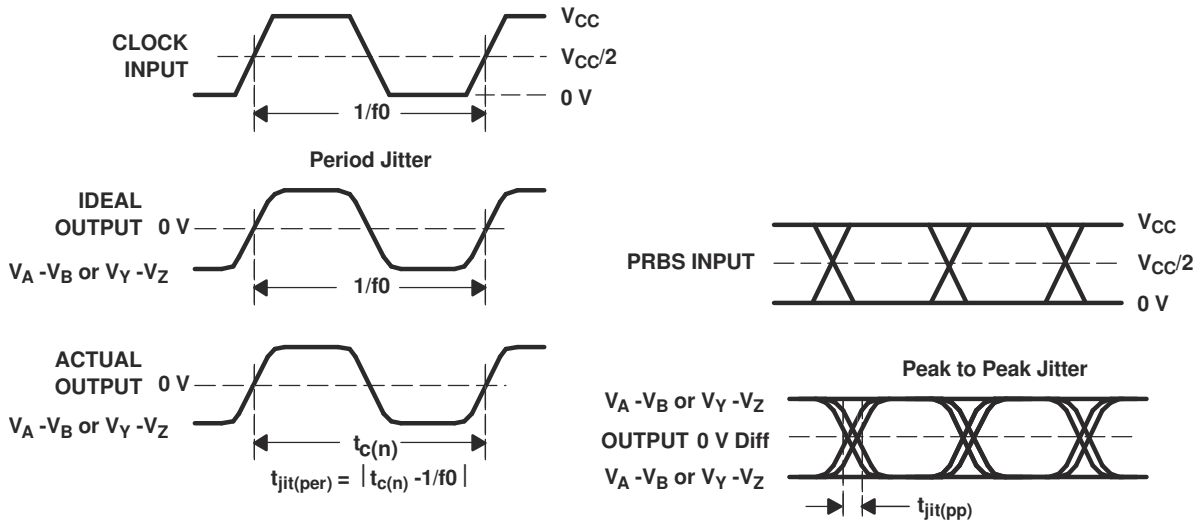 CLOCK
INPUT
V_CC
V_CC/2
0 V
1/f0
Period Jitter
IDEAL
OUTPUT 0 V
V_A -V_B or V_Y -V_Z
1/f0
ACTUAL
OUTPUT 0 V
V_A -V_B or V_Y -V_Z
t_c(n)
t_jit(per) = | t_c(n) -1/f0 |
PRBS INPUT
V_CC
V_CC/2
0 V
Peak to Peak Jitter
V_A -V_B or V_Y -V_Z
OUTPUT 0 V Diff
V_A -V_B or V_Y -V_Z
t_jit(pp)